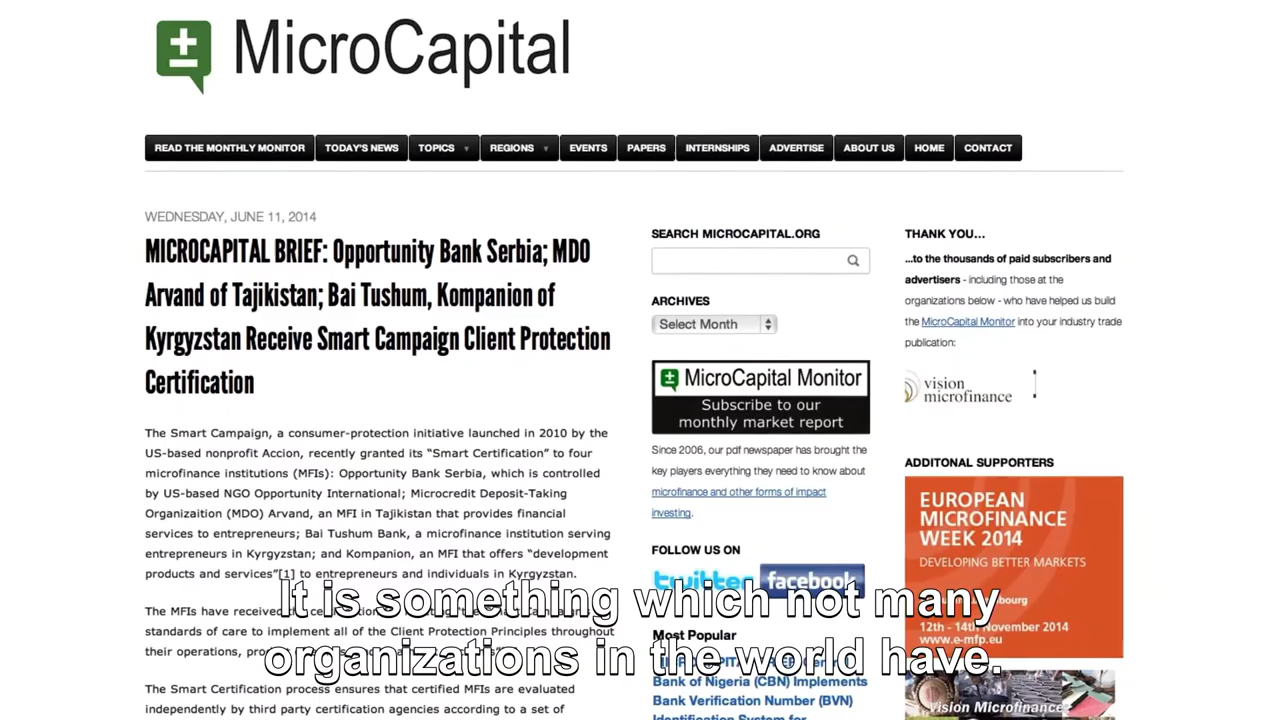 MicroCapital
READ THE MONTHLY MONITOR
TODAY'S NEWS
TOPICS
REGIONS
EVENTS
PAPERS
INTERNSHIPS
ADVERTISE
ABOUT US
HOME
CONTACT
WEDNESDAY, JUNE 11, 2014
MICROCAPITAL BRIEF: Opportunity Bank Serbia; MDO
Arvand of Tajikistan; Bai Tushum, Kompanion of
Kyrgyzstan Receive Smart Campaign Client Protection
Certification
The Smart Campaign, a consumer-protection initiative launched in 2010 by the
US-based nonprofit Accion, recently granted its “Smart Certification” to four
microfinance institutions (MFIs): Opportunity Bank Serbia, which is controlled
by US-based NGO Opportunity International; Microcredit Deposit-Taking
Organizaition (MDO) Arvand, an MFI in Tajikistan that provides financial
services to entrepreneurs; Bai Tushum Bank, a microfinance institution serving
entrepreneurs in Kyrgyzstan; and Kompanion, an MFI that offers “development
products and services”[1] to entrepreneurs and individuals in Kyrgyzstan.
The MFIs have received
standards of care to implement all of the Client Protection Principles throughout
their operations,
The Smart Certification process ensures that certified MFIs are evaluated
independently by third party certification agencies according to a set of
SEARCH MICROCAPITAL.ORG
ARCHIVES
Select Month
MicroCapital Monitor
Subscribe to our
monthly market report
Since 2006, our pdf newspaper has brought the
key players everything they need to know about
microfinance and other forms of impact
investing.
FOLLOW US ON
twitter
facebook
Most Popular
Bank of Nigeria (CBN) Implements
Bank Verification Number (BVN)
Identification System for
THANK YOU...
...to the thousands of paid subscribers and
advertisers - including those at the
organizations below - who have helped us build
the MicroCapital Monitor into your industry trade
publication:
vision
microfinance
ADDITONAL SUPPORTERS
EUROPEAN
MICROFINANCE
WEEK 2014
DEVELOPING BETTER MARKETS
12th - 14th November 2014
www.e-mfp.eu
Vision Microfinance
It is something which not many
organizations in the world have.